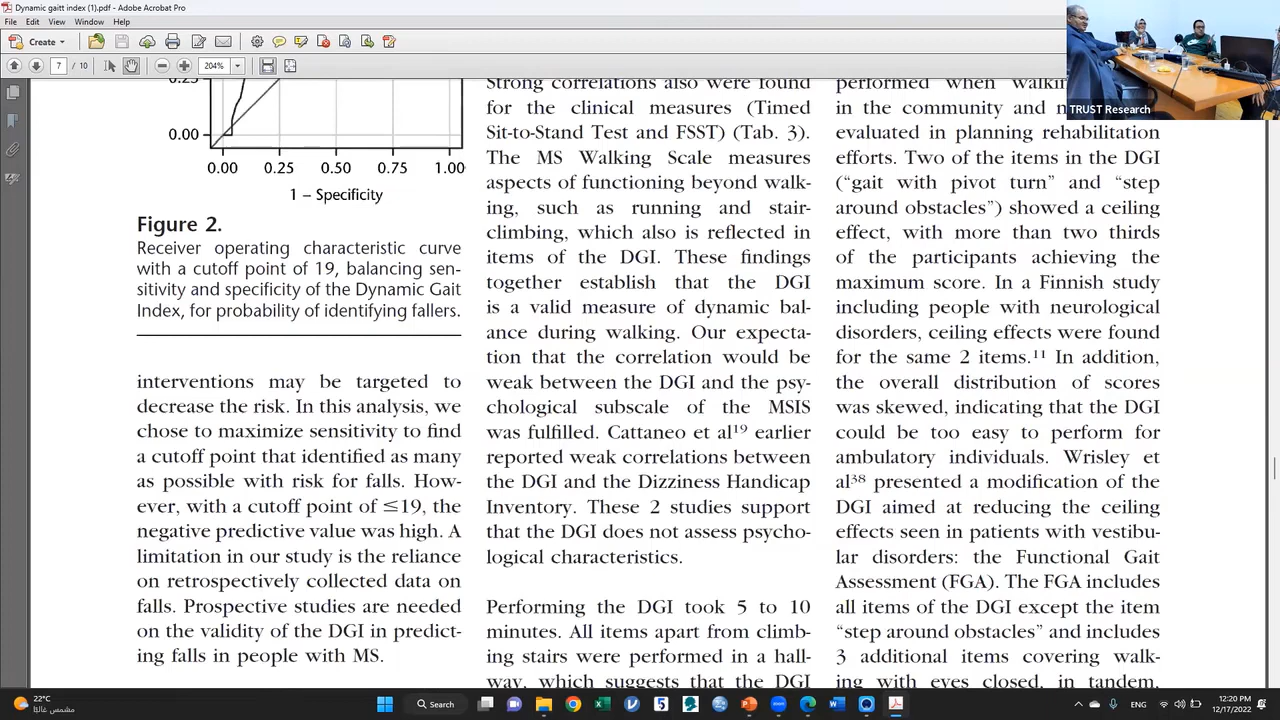 Dynamic gaitt index (1).pdf - Adobe Acrobat Pro
File Edit View Window Help
Create
7 / 10
204%
TRUST Research
0.25
0.00
0.00 0.25 0.50 0.75 1.00
1 – Specificity
Figure 2.
Receiver operating characteristic curve
with a cutoff point of 19, balancing sen-
sitivity and specificity of the Dynamic Gait
Index, for probability of identifying fallers.
interventions may be targeted to
decrease the risk. In this analysis, we
chose to maximize sensitivity to find
a cutoff point that identified as many
as possible with risk for falls. How-
ever, with a cutoff point of ≤19, the
negative predictive value was high. A
limitation in our study is the reliance
on retrospectively collected data on
falls. Prospective studies are needed
on the validity of the DGI in predict-
ing falls in people with MS.
Strong correlations also were found
for the clinical measures (Timed
Sit-to-Stand Test and FSST) (Tab. 3).
The MS Walking Scale measures
aspects of functioning beyond walk-
ing, such as running and stair-
climbing, which also is reflected in
items of the DGI. These findings
together establish that the DGI
is a valid measure of dynamic bal-
ance during walking. Our expecta-
tion that the correlation would be
weak between the DGI and the psy-
chological subscale of the MSIS
was fulfilled. Cattaneo et al¹⁹ earlier
reported weak correlations between
the DGI and the Dizziness Handicap
Inventory. These 2 studies support
that the DGI does not assess psycho-
logical characteristics.
Performing the DGI took 5 to 10
minutes. All items apart from climb-
ing stairs were performed in a hall-
way, which suggests that the DGI
performed when
in the community and
evaluated in planning rehabilitation
efforts. Two of the items in the DGI
(“gait with pivot turn” and “step
around obstacles”) showed a ceiling
effect, with more than two thirds
of the participants achieving the
maximum score. In a Finnish study
including people with neurological
disorders, ceiling effects were found
for the same 2 items.¹¹ In addition,
the overall distribution of scores
was skewed, indicating that the DGI
could be too easy to perform for
ambulatory individuals. Wrisley et
al³⁸ presented a modification of the
DGI aimed at reducing the ceiling
effects seen in patients with vestibu-
lar disorders: the Functional Gait
Assessment (FGA). The FGA includes
all items of the DGI except the item
“step around obstacles” and includes
3 additional items covering walk-
ing with eyes closed, in tandem,
22°C
مشمس غالبًا
Search
ENG
12:20 PM
12/17/2022